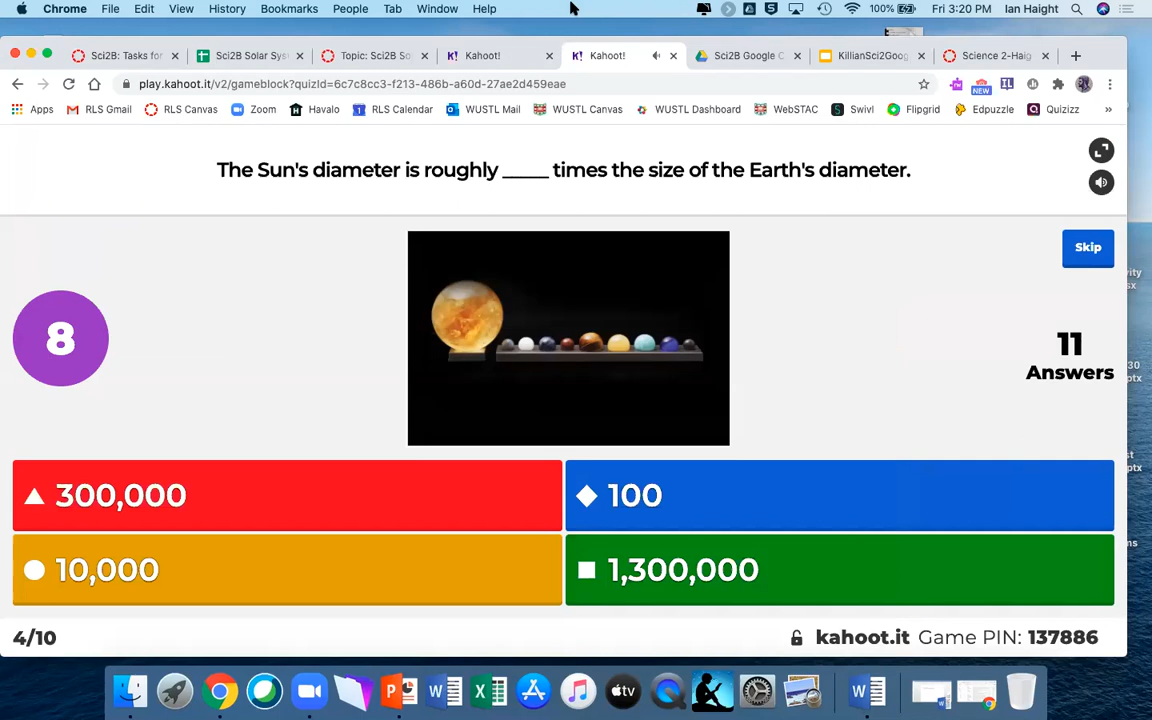 Chrome File Edit View History Bookmarks People Tab Window Help 100% Fri 3:20 PM Ian Haight
Sci2B: Tasks for Sci2B Solar Sys Topic: Sci2B So Kahoot! Kahoot! Sci2B Google C KillianSci2Goog Science 2-Haig
play.kahoot.it/v2/gameblock?quizId=6c7c8cc3-f213-486b-a60d-27ae2d459eae
NEW
Apps RLS Gmail RLS Canvas Zoom Havalo RLS Calendar WUSTL Mail WUSTL Canvas WUSTL Dashboard WebSTAC Swivl Flipgrid Edpuzzle Quizizz »
The Sun's diameter is roughly _____ times the size of the Earth's diameter.
Skip
8
11
Answers
300,000
100
10,000
1,300,000
4/10
kahoot.it Game PIN: 137886
tv